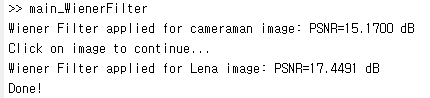 >> main_WienerFilter
Wiener Filter applied for cameraman image: PSNR=15.1700 dB
Click on image to continue...
Wiener Filter applied for Lena image: PSNR=17.4491 dB
Done!